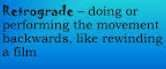 Retrograde – doing or
performing the movement
backwards, like rewinding
a film